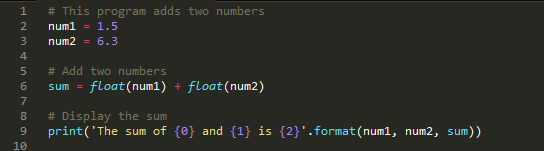 1 # This program adds two numbers
2 num1 = 1.5
3 num2 = 6.3
4
5 # Add two numbers
6 sum = float(num1) + float(num2)
7
8 # Display the sum
9 print('The sum of {0} and {1} is {2}'.format(num1, num2, sum))
10